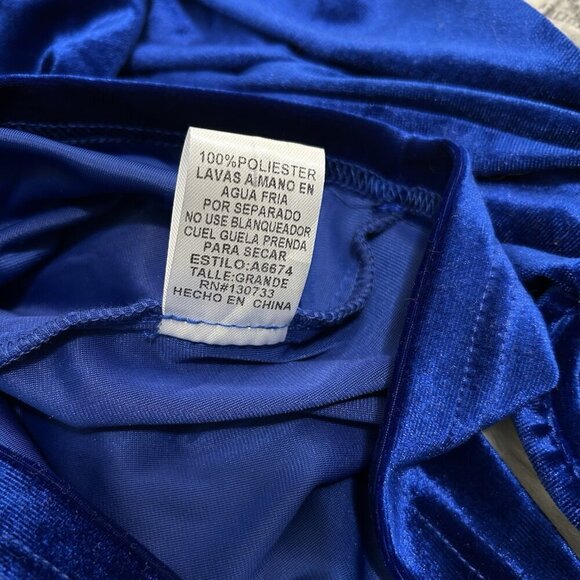 100%POLIESTER
LAVAS A MANO EN
AGUA FRIA
POR SEPARADO
NO USE BLANQUEADOR
CUEL GUELA PRENDA
PARA SECAR
ESTILO:A6674
TALLE:GRANDE
RN#130733
HECHO EN CHINA